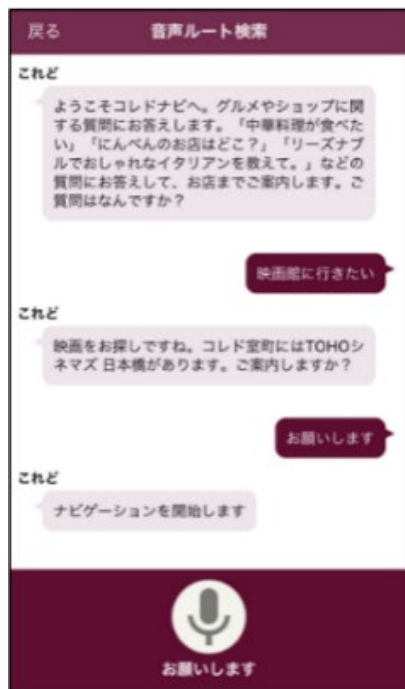 戻る 音声ルート検索
これど
ようこそコレドナビへ。グルメやショップに関
する質問にお答えします。「中華料理が食べた
い」「にんべんのお店はどこ?」「リーズナブ
ルでおしゃれなイタリアンを教えて。」などの
質問にお答えして、お店までご案内します。ご
質問はなんですか?
映画館に行きたい
これど
映画をお探しですね。コレド室町にはTOHOシ
ネマズ 日本橋があります。ご案内しますか?
お願いします
これど
ナビゲーションを開始します
お願いします